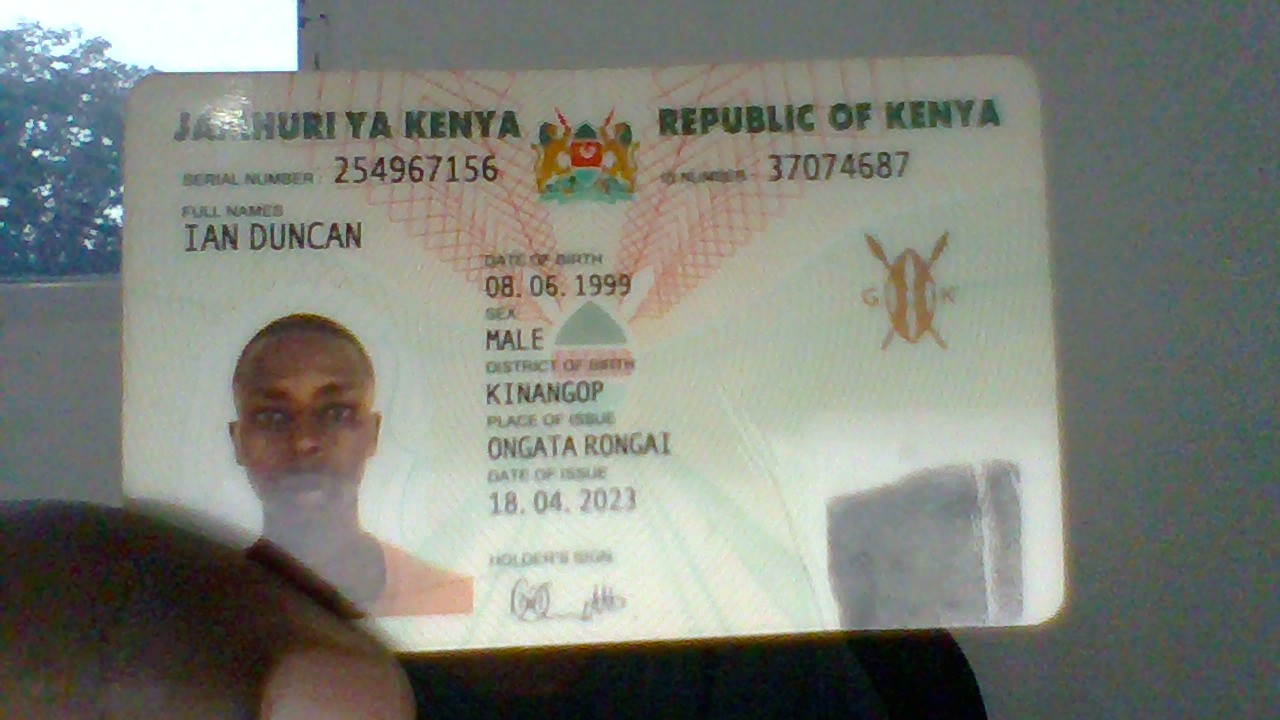 JAMHURI YA KENYA REPUBLIC OF KENYA
SERIAL NUMBER : 254967156 ID NUMBER : 37074687
FULL NAMES
IAN DUNCAN
DATE OF BIRTH
08. 06. 1999
SEX
MALE
DISTRICT OF BIRTH
KINANGOP
PLACE OF ISSUE
ONGATA RONGAI
DATE OF ISSUE
18. 04. 2023
HOLDER'S SIGN.
G K